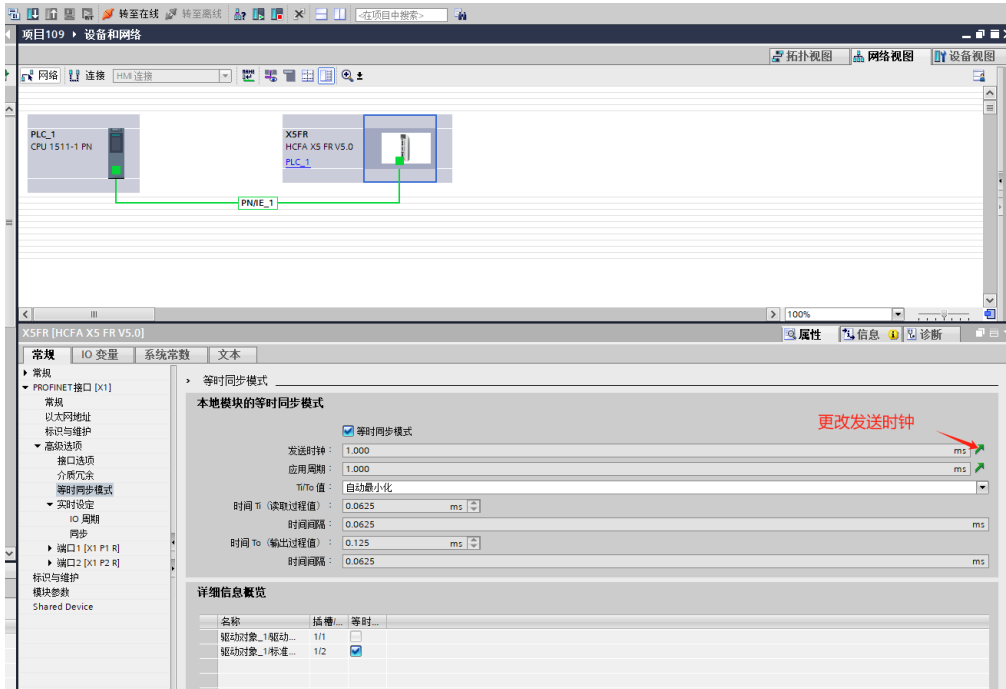 转至在线 转至离线 <在项目中搜索>
项目109 ▸ 设备和网络
拓扑视图 网络视图 设备视图
网络 连接 HMI 连接
PLC_1
CPU 1511-1 PN
X5FR
HCFA X5 FR V5.0
PLC_1
PN/IE_1
100%
X5FR [HCFA X5 FR V5.0]
属性 信息 诊断
常规 IO 变量 系统常数 文本
常规
PROFINET接口 [X1]
常规
以太网地址
标识与维护
高级选项
接口选项
介质冗余
等时同步模式
实时设定
IO 周期
同步
端口1 [X1 P1 R]
端口2 [X1 P2 R]
标识与维护
模块参数
Shared Device
等时同步模式
本地模块的等时同步模式
更改发送时钟
等时同步模式
发送时钟： 1.000 ms
应用周期： 1.000 ms
Ti/To 值： 自动最小化
时间 Ti（读取过程值）： 0.0625 ms
时间间隔： 0.0625 ms
时间 To（输出过程值）： 0.125 ms
时间间隔： 0.0625 ms
详细信息概览
名称 插槽/... 等时...
驱动对象_1\驱动... 1/1
驱动对象_1\标准... 1/2